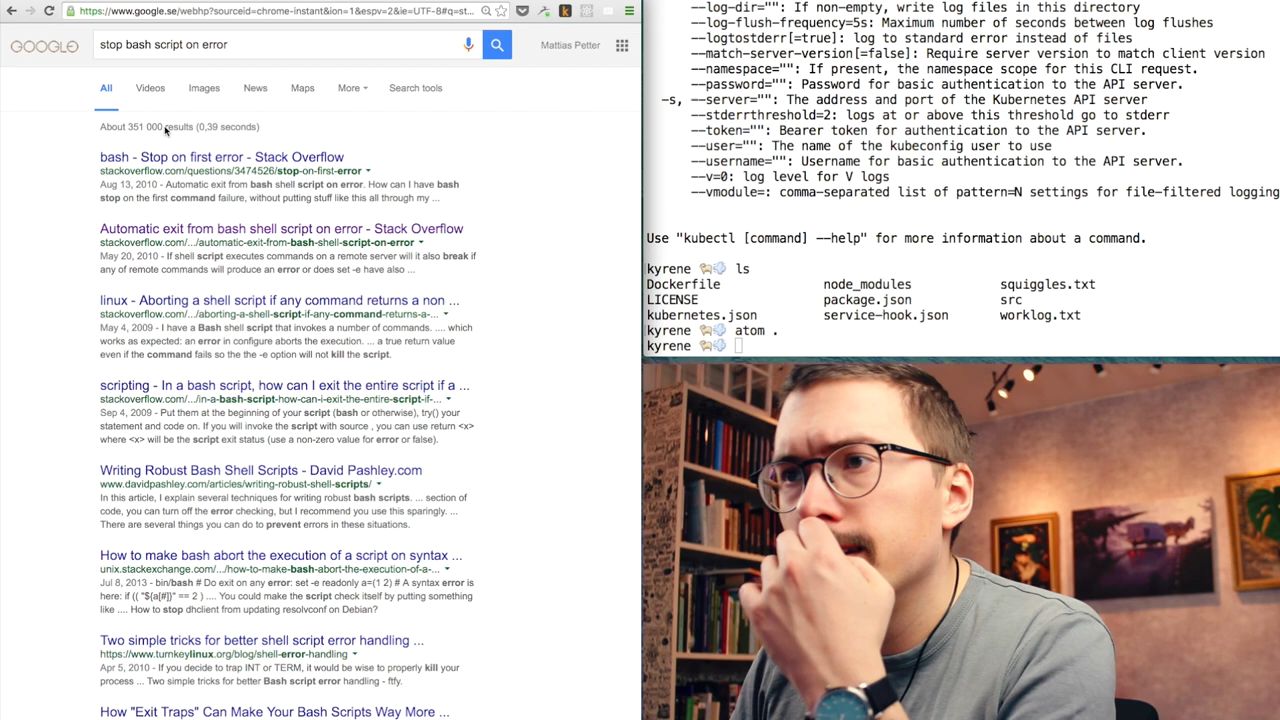 https://www.google.se/webhp?sourceid=chrome-instant&ion=1&espv=2&ie=UTF-8#q=st...
GOOGLE
stop bash script on error
Mattias Petter
All
Videos
Images
News
Maps
More
Search tools
About 351 000 results (0,39 seconds)
bash - Stop on first error - Stack Overflow
stackoverflow.com/questions/3474526/stop-on-first-error
Aug 13, 2010 - Automatic exit from bash shell script on error. How can I have bash
stop on the first command failure, without putting stuff like this all through my ...
Automatic exit from bash shell script on error - Stack Overflow
stackoverflow.com/.../automatic-exit-from-bash-shell-script-on-error
May 20, 2010 - If shell script executes commands on a remote server will it also break if
any of remote commands will produce an error or does set -e have also ...
linux - Aborting a shell script if any command returns a non ...
stackoverflow.com/.../aborting-a-shell-script-if-any-command-returns-a-...
May 4, 2009 - I have a Bash shell script that invokes a number of commands. .... which
works as expected: an error in configure aborts the execution. ... a true return value
even if the command fails so the the -e option will not kill the script.
scripting - In a bash script, how can I exit the entire script if a ...
stackoverflow.com/.../in-a-bash-script-how-can-i-exit-the-entire-script-if-...
Sep 4, 2009 - Put them at the beginning of your script (bash or otherwise), try() your
statement and code on. If you will invoke the script with source , you can use return <x>
where <x> will be the script exit status (use a non-zero value for error or false).
Writing Robust Bash Shell Scripts - David Pashley.com
www.davidpashley.com/articles/writing-robust-shell-scripts/
In this article, I explain several techniques for writing robust bash scripts. ... section of
code, you can turn off the error checking, but I recommend you use this sparingly. ...
There are several things you can do to prevent errors in these situations.
How to make bash abort the execution of a script on syntax ...
unix.stackexchange.com/.../how-to-make-bash-abort-the-execution-of-a-...
Jul 8, 2013 - bin/bash # Do exit on any error: set -e readonly a=(1 2) # A syntax error is
here: if (( "${a[#]}" == 2 ) .... You could make the script check itself by putting something
like .... How to stop dhclient from updating resolvconf on Debian?
Two simple tricks for better shell script error handling ...
https://www.turnkeylinux.org/blog/shell-error-handling
Apr 5, 2010 - If you decide to trap INT or TERM, it would be wise to properly kill your
process ... Two simple tricks for better Bash script error handling - ftfy.
How "Exit Traps" Can Make Your Bash Scripts Way More ...
--log-dir="": If non-empty, write log files in this directory
--log-flush-frequency=5s: Maximum number of seconds between log flushes
--logtostderr[=true]: log to standard error instead of files
--match-server-version[=false]: Require server version to match client version
--namespace="": If present, the namespace scope for this CLI request.
--password="": Password for basic authentication to the API server.
-s, --server="": The address and port of the Kubernetes API server
--stderrthreshold=2: logs at or above this threshold go to stderr
--token="": Bearer token for authentication to the API server.
--user="": The name of the kubeconfig user to use
--username="": Username for basic authentication to the API server.
--v=0: log level for V logs
--vmodule=: comma-separated list of pattern=N settings for file-filtered logging
Use "kubectl [command] --help" for more information about a command.
kyrene ls
Dockerfile node_modules squiggles.txt
LICENSE package.json src
kubernetes.json service-hook.json worklog.txt
kyrene atom .
kyrene